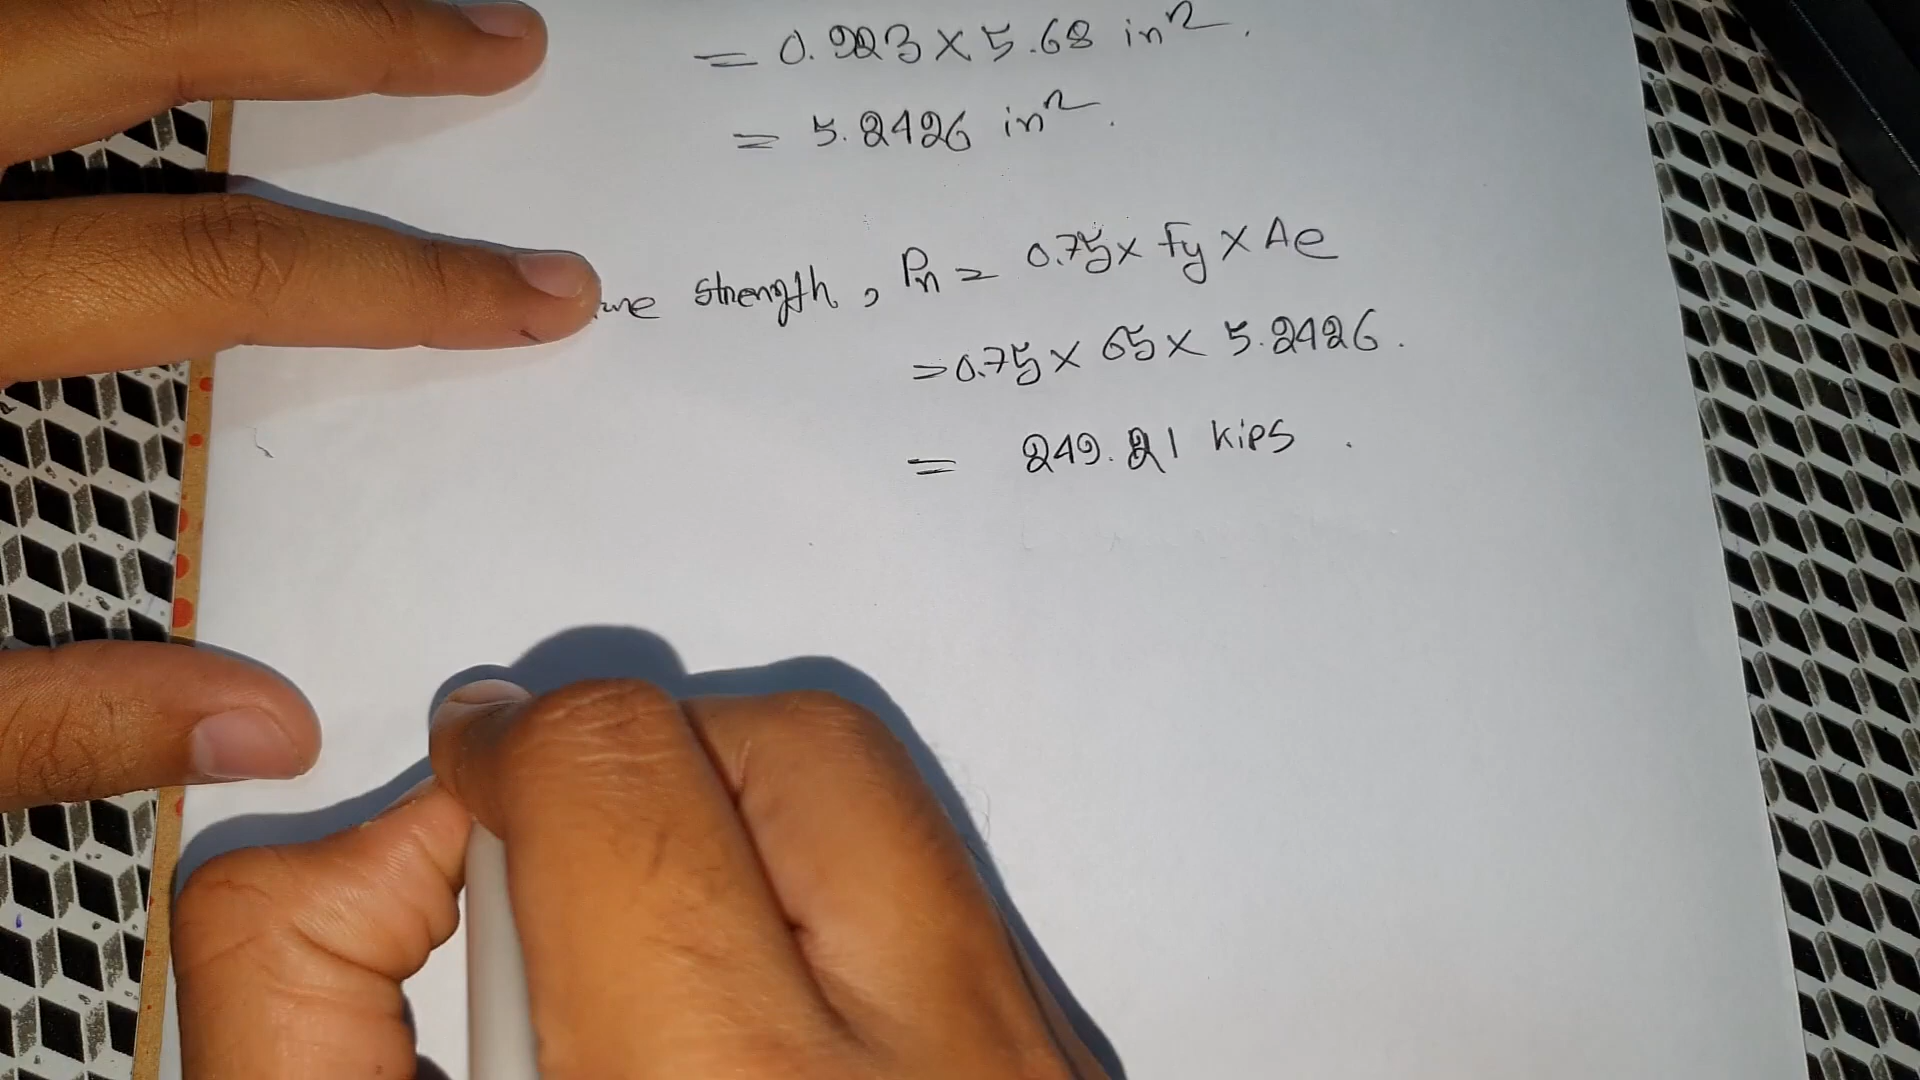 = 0.923 × 5.68 in².
= 5.2426 in².
strength, Pn = 0.75 × Fy × Ae
= 0.75 × 65 × 5.2426.
= 249.21 kips.